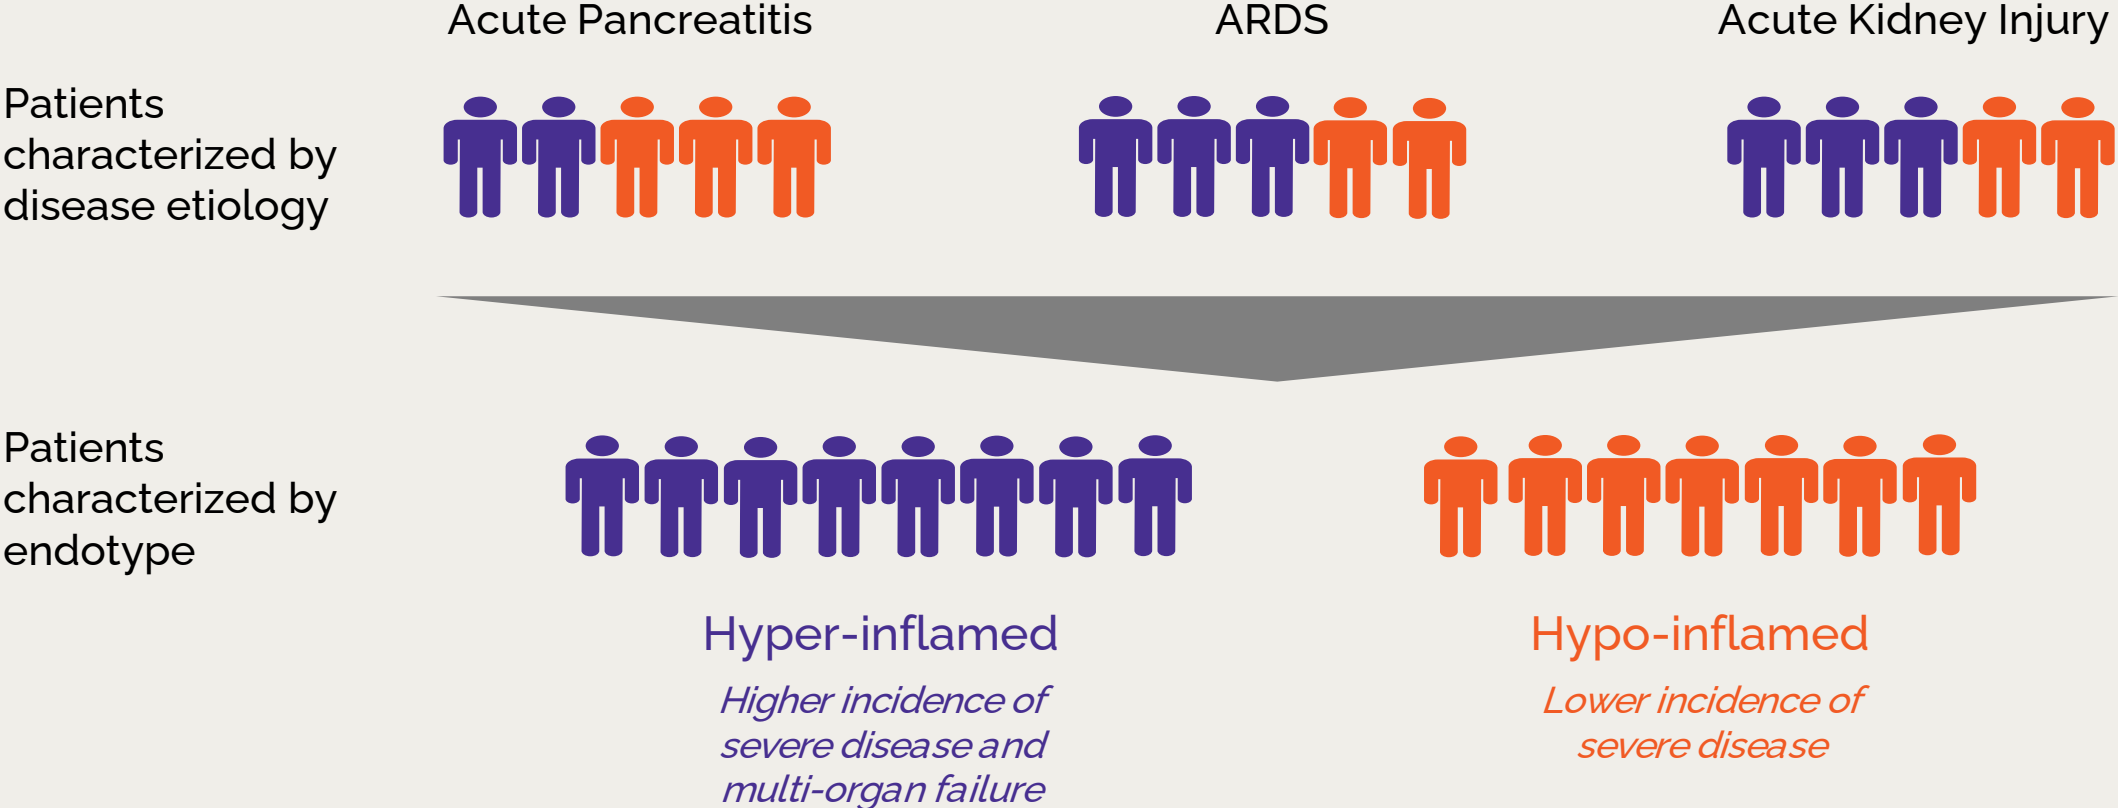 Acute Pancreatitis
ARDS
Acute Kidney Injury
Patients
characterized by
disease etiology
Patients
characterized by
endotype
Hyper-inflamed
Higher incidence of
severe disease and
multi-organ failure
Hypo-inflamed
Lower incidence of
severe disease